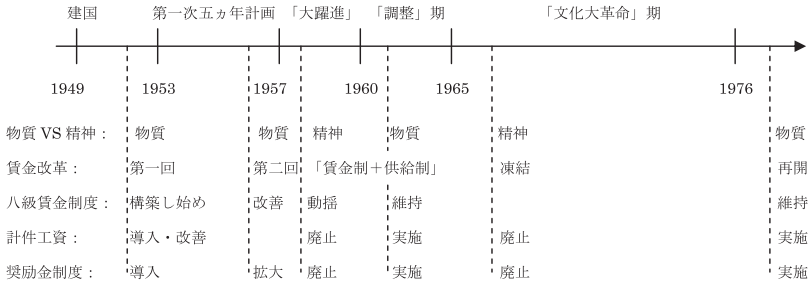 建国 第一次五ヵ年計画 「大躍進」 「調整」期 「文化大革命」期
1949 1953 1957 1960 1965 1976
物質 VS 精神： 物質 物質 精神 物質 精神 物質
賃金改革： 第一回 第二回 「賃金制＋供給制」 凍結 再開
八級賃金制度： 構築し始め 改善 動揺 維持 維持
計件工資： 導入・改善 廃止 実施 廃止 実施
奨励金制度： 導入 拡大 廃止 実施 廃止 実施